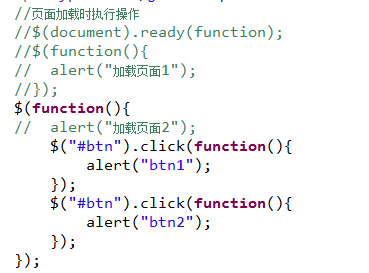 //页面加载时执行操作
//$(document).ready(function);
//$(function(){
//  alert("加载页面1");
//});
$(function(){
//  alert("加载页面2");
    $("#btn").click(function(){
        alert("btn1");
    });
    $("#btn").click(function(){
        alert("btn2");
    });
});